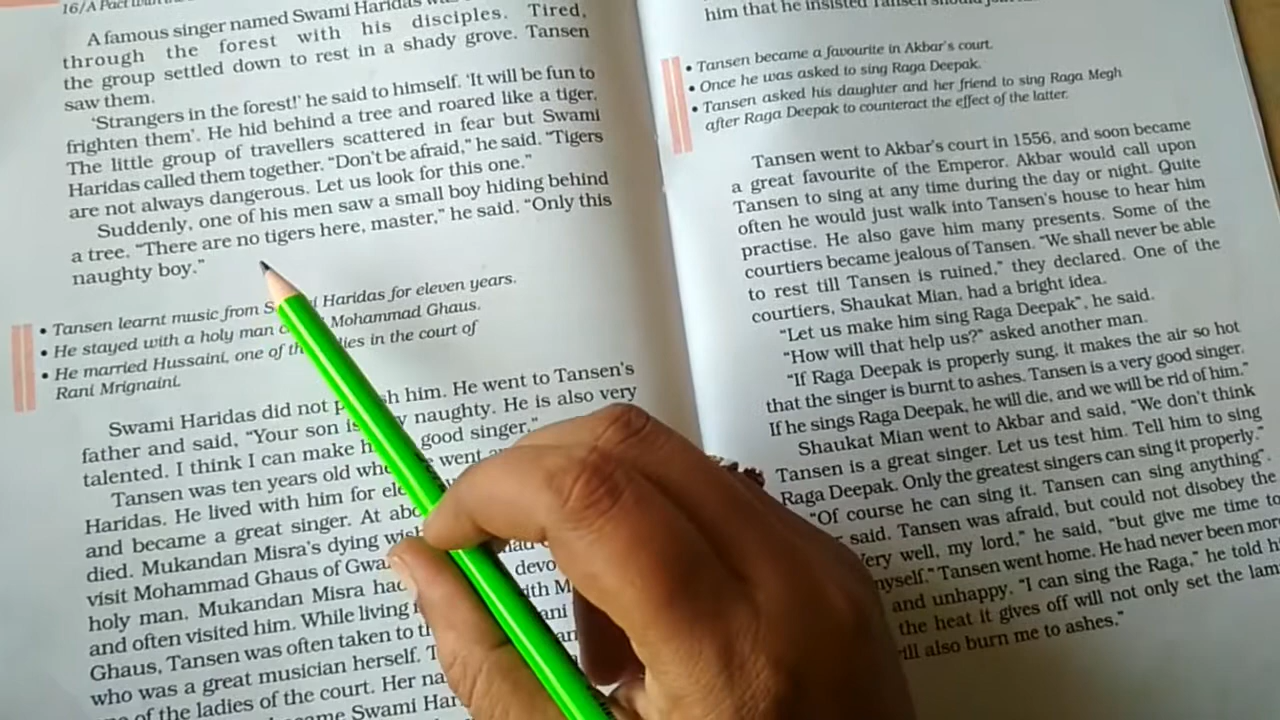 16/A Pact with the
A famous singer named Swami Haridas was
through the forest with his disciples. Tired,
the group settled down to rest in a shady grove. Tansen
saw them.
'Strangers in the forest!' he said to himself. 'It will be fun to
frighten them'. He hid behind a tree and roared like a tiger.
The little group of travellers scattered in fear but Swami
Haridas called them together. "Don't be afraid," he said. "Tigers
are not always dangerous. Let us look for this one."
Suddenly, one of his men saw a small boy hiding behind
a tree. "There are no tigers here, master," he said. "Only this
naughty boy."
• Tansen learnt music from Haridas for eleven years.
• He stayed with a holy man Mohammad Ghaus.
• He married Hussaini, one of the ladies in the court of
Rani Mrignaini.
Swami Haridas did not him. He went to Tansen's
father and said, "Your son is naughty. He is also very
talented. I think I can make good singer."
Tansen was ten years old went
Haridas. He lived with him for
and became a great singer. At
died. Mukandan Misra's dying
visit Mohammad Ghaus of
holy man. Mukandan Misra had
and often visited him. While living
Ghaus, Tansen was often taken to
who was a great musician herself.
of the ladies of the court. Her
Swami
him that he insisted Tansen should
• Tansen became a favourite in Akbar's court.
• Once he was asked to sing Raga Deepak.
• Tansen asked his daughter and her friend to sing Raga Megh
after Raga Deepak to counteract the effect of the latter.
Tansen went to Akbar's court in 1556, and soon became
a great favourite of the Emperor. Akbar would call upon
Tansen to sing at any time during the day or night. Quite
often he would just walk into Tansen's house to hear him
practise. He also gave him many presents. Some of the
courtiers became jealous of Tansen. "We shall never be able
to rest till Tansen is ruined," they declared. One of the
courtiers, Shaukat Mian, had a bright idea.
"Let us make him sing Raga Deepak", he said.
"How will that help us?" asked another man.
"If Raga Deepak is properly sung, it makes the air so hot
that the singer is burnt to ashes. Tansen is a very good singer.
If he sings Raga Deepak, he will die, and we will be rid of him."
Shaukat Mian went to Akbar and said, "We don't think
Tansen is a great singer. Let us test him. Tell him to sing
Raga Deepak. Only the greatest singers can sing it properly."
"Of course he can sing it. Tansen can sing anything".
said. Tansen was afraid, but could not disobey the
"Very well, my lord," he said, "but give me time to
myself." Tansen went home. He had never been more
and unhappy. "I can sing the Raga," he told
the heat it gives off will not only set the
will also burn me to ashes."